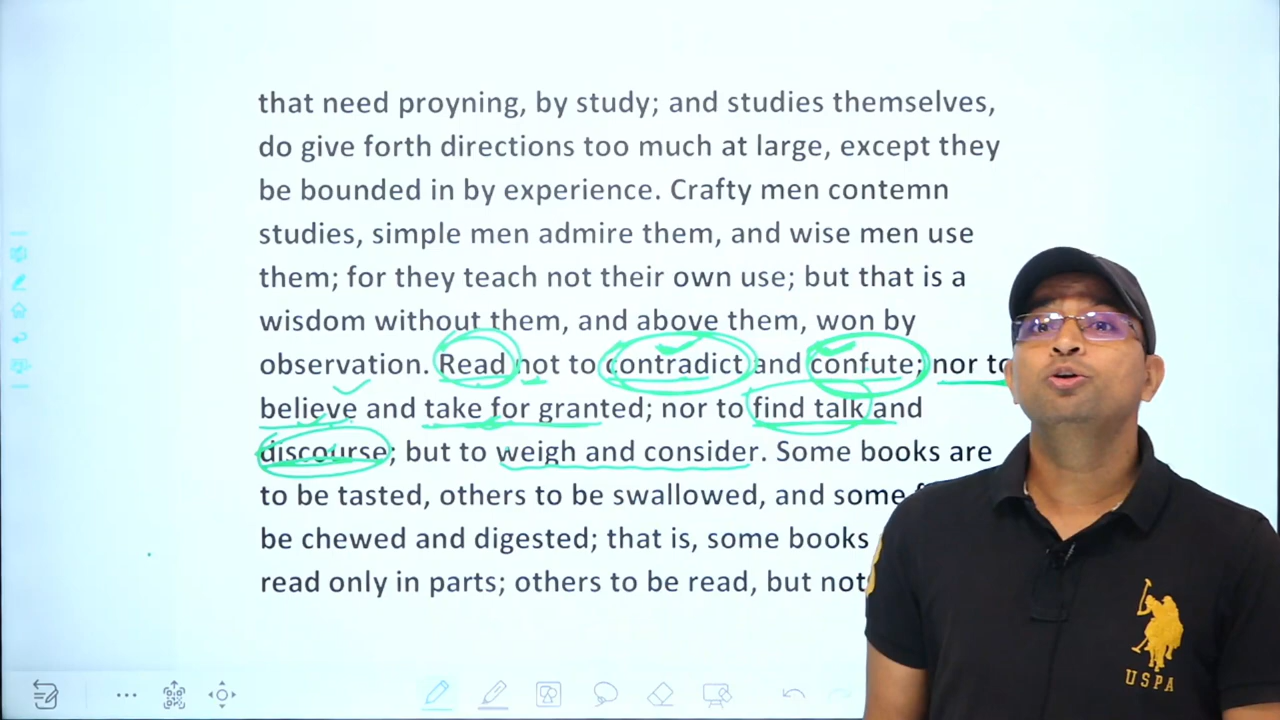 that need proyning, by study; and studies themselves,
do give forth directions too much at large, except they
be bounded in by experience. Crafty men contemn
studies, simple men admire them, and wise men use
them; for they teach not their own use; but that is a
wisdom without them, and above them, won by
observation. Read not to contradict and confute; nor to
believe and take for granted; nor to find talk and
discourse; but to weigh and consider. Some books are
to be tasted, others to be swallowed, and some
be chewed and digested; that is, some books
read only in parts; others to be read, but not
USPA